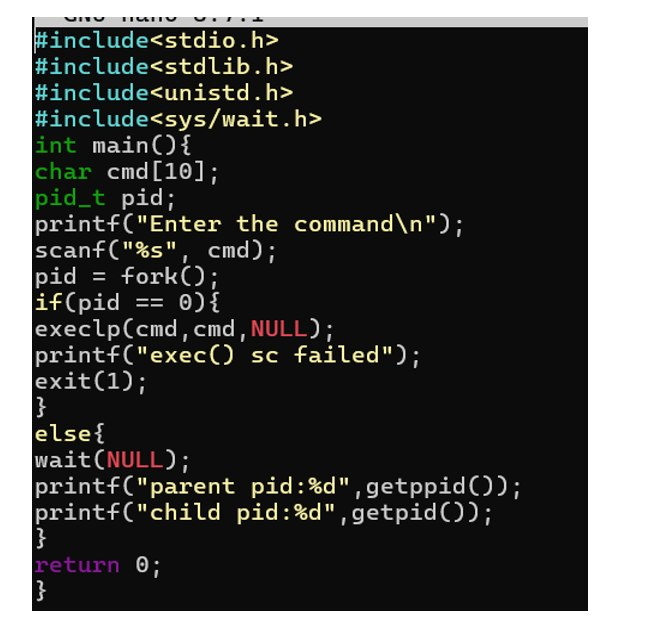 #include<stdio.h>
#include<stdlib.h>
#include<unistd.h>
#include<sys/wait.h>
int main(){
char cmd[10];
pid_t pid;
printf("Enter the command\n");
scanf("%s", cmd);
pid = fork();
if(pid == 0){
execlp(cmd,cmd,NULL);
printf("exec() sc failed");
exit(1);
}
else{
wait(NULL);
printf("parent pid:%d",getppid());
printf("child pid:%d",getpid());
}
return 0;
}